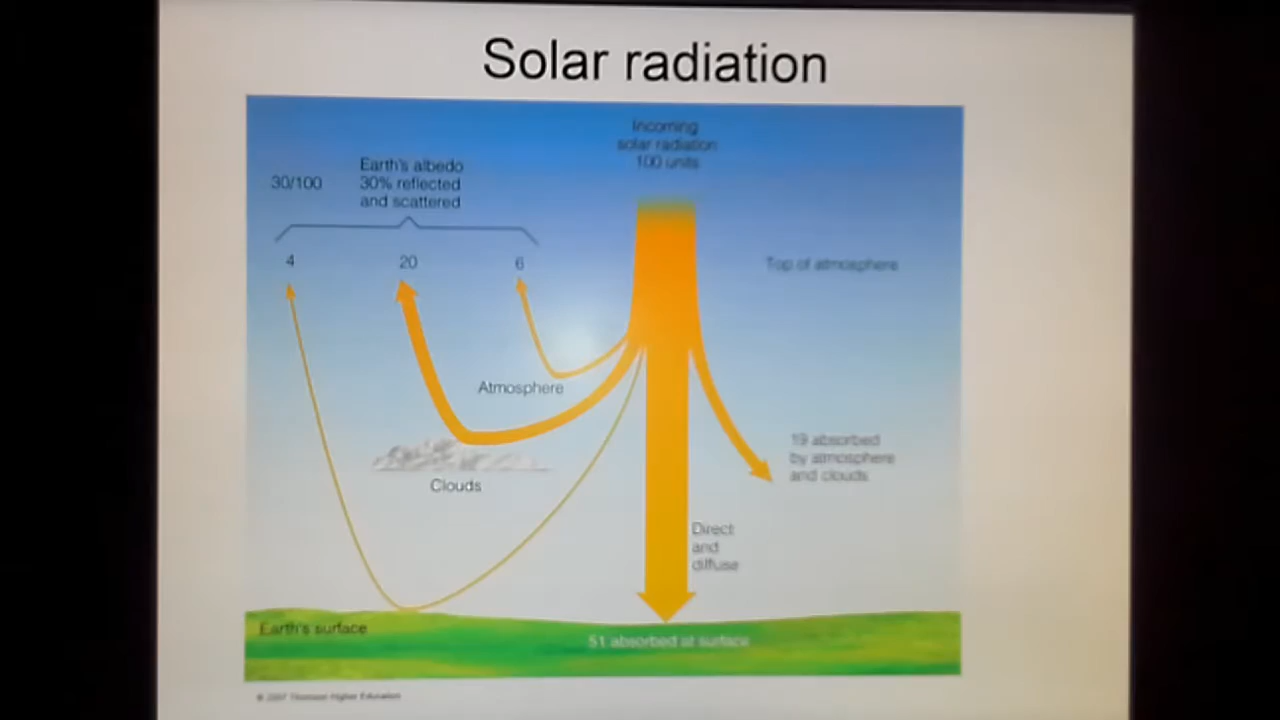 Solar radiation
Incoming
solar radiation
100 units
30/100
Earth's albedo
30% reflected
and scattered
4
20
6
Top of atmosphere
Atmosphere
19 absorbed
by atmosphere
and clouds
Clouds
Direct
and
diffuse
Earth's surface
51 absorbed at surface
© 2007 Thomson Higher Education